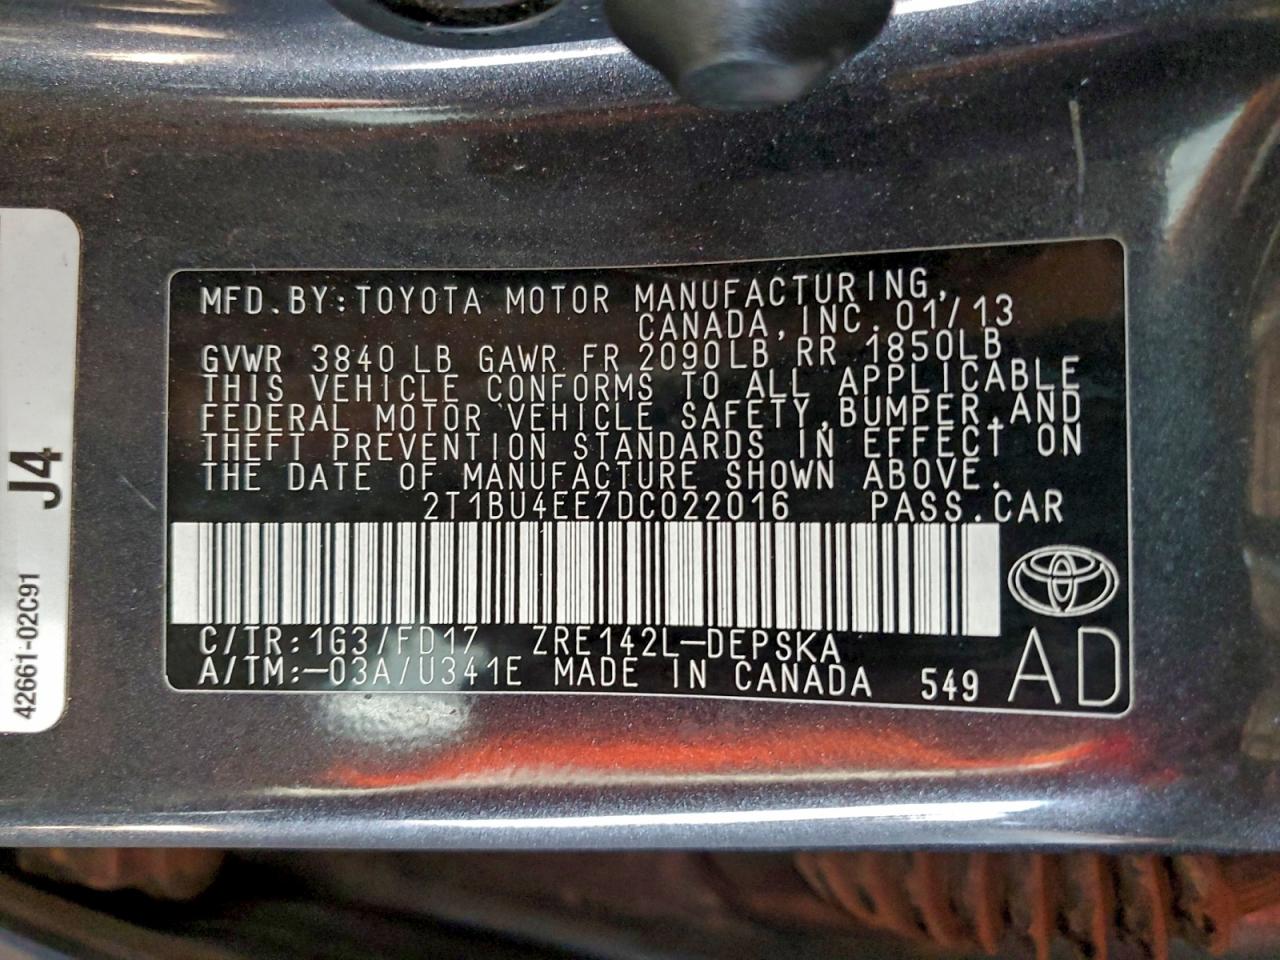 MFD.BY:TOYOTA MOTOR MANUFACTURING,
CANADA,INC. 01/13
GVWR 3840 LB GAWR FR 2090LB RR 1850LB
THIS VEHICLE CONFORMS TO ALL APPLICABLE
FEDERAL MOTOR VEHICLE SAFETY,BUMPER,AND
THEFT PREVENTION STANDARDS IN EFFECT ON
THE DATE OF MANUFACTURE SHOWN ABOVE.
2T1BU4EE7DC022016 PASS.CAR
C/TR:1G3/FD17 ZRE142L-DEPSKA
A/TM:-03A/U341E MADE IN CANADA 549
AD
J4
42661-02C91